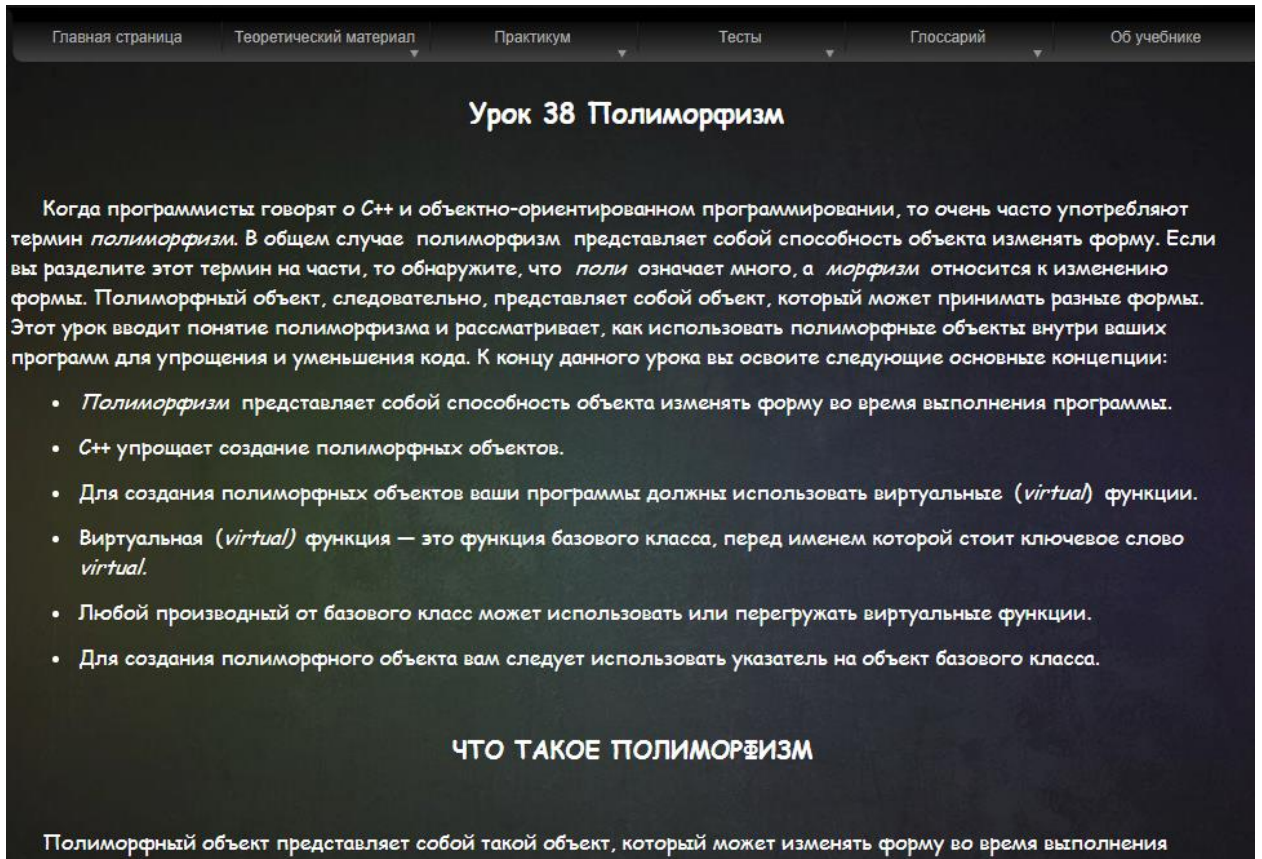 Главная страница Теоретический материал Практикум Тесты Глоссарий Об учебнике
Урок 38 Полиморфизм
Когда программисты говорят о С++ и объектно-ориентированном программировании, то очень часто употребляют
термин полиморфизм. В общем случае полиморфизм представляет собой способность объекта изменять форму. Если
вы разделите этот термин на части, то обнаружите, что поли означает много, а морфизм относится к изменению
формы. Полиморфный объект, следовательно, представляет собой объект, который может принимать разные формы.
Этот урок вводит понятие полиморфизма и рассматривает, как использовать полиморфные объекты внутри ваших
программ для упрощения и уменьшения кода. К концу данного урока вы освоите следующие основные концепции:
• Полиморфизм представляет собой способность объекта изменять форму во время выполнения программы.
• С++ упрощает создание полиморфных объектов.
• Для создания полиморфных объектов ваши программы должны использовать виртуальные (virtual) функции.
• Виртуальная (virtual) функция — это функция базового класса, перед именем которой стоит ключевое слово
virtual.
• Любой производный от базового класс может использовать или перегружать виртуальные функции.
• Для создания полиморфного объекта вам следует использовать указатель на объект базового класса.
ЧТО ТАКОЕ ПОЛИМОРФИЗМ
Полиморфный объект представляет собой такой объект, который может изменять форму во время выполнения